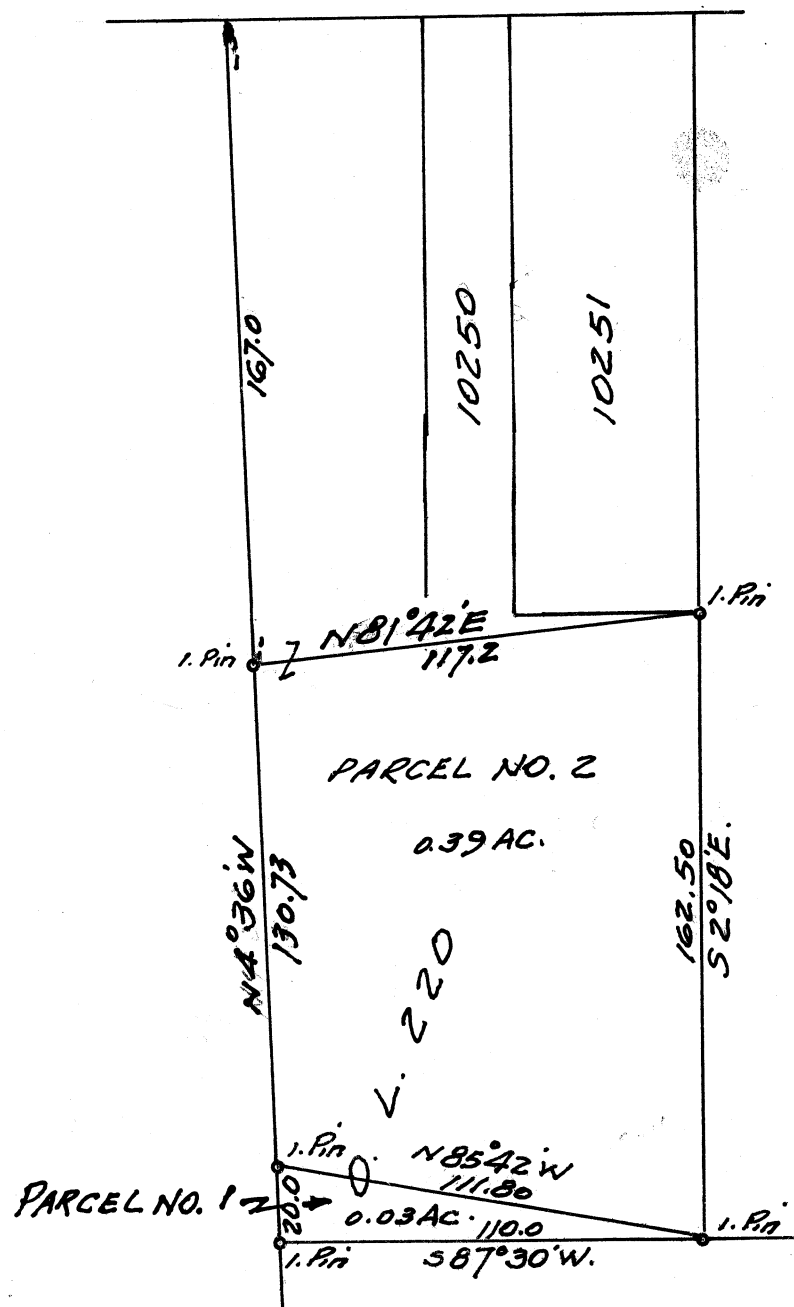 167.0
10250
10251
1. Pin
N81°42'E
117.2
1. Pin
PARCEL NO. 2
0.39 AC.
N4°36'W
130.73
162.50
S2°18'E.
V. 220
1. Pin
N85°42'W
111.80
PARCEL NO. 1
20.0
0.03 AC.
110.0
1. Pin
1. Pin
S87°30'W.